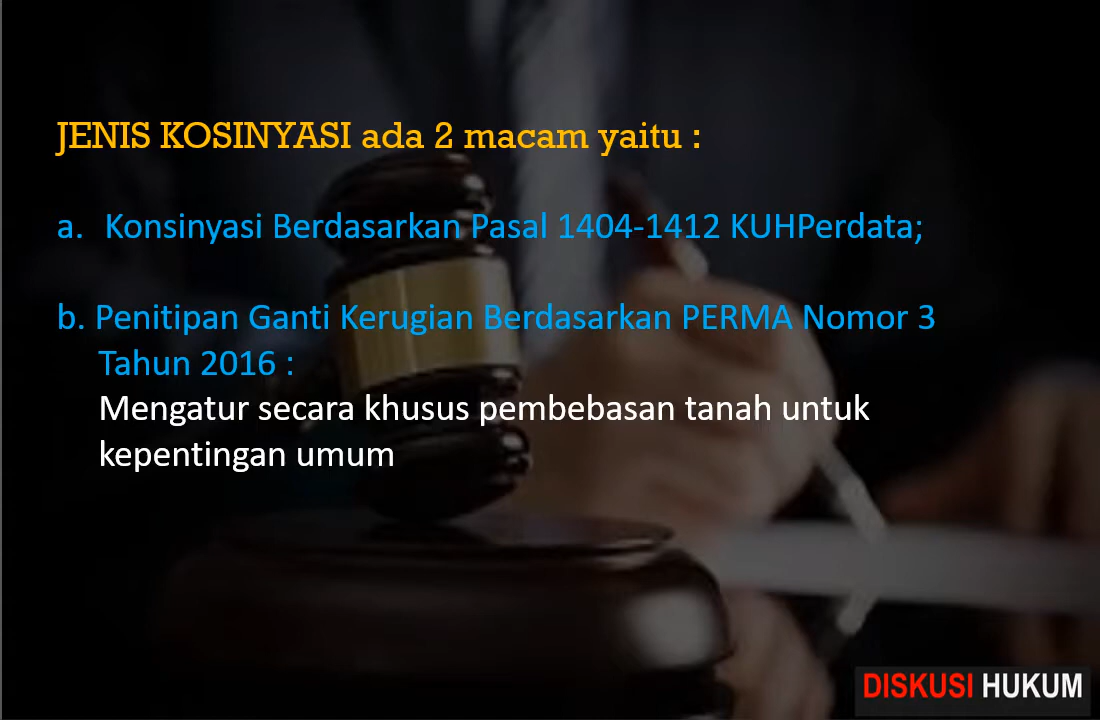 JENIS KOSINYASI ada 2 macam yaitu :
a. Konsinyasi Berdasarkan Pasal 1404-1412 KUHPerdata;
b. Penitipan Ganti Kerugian Berdasarkan PERMA Nomor 3
Tahun 2016 :
Mengatur secara khusus pembebasan tanah untuk
kepentingan umum
DISKUSI HUKUM